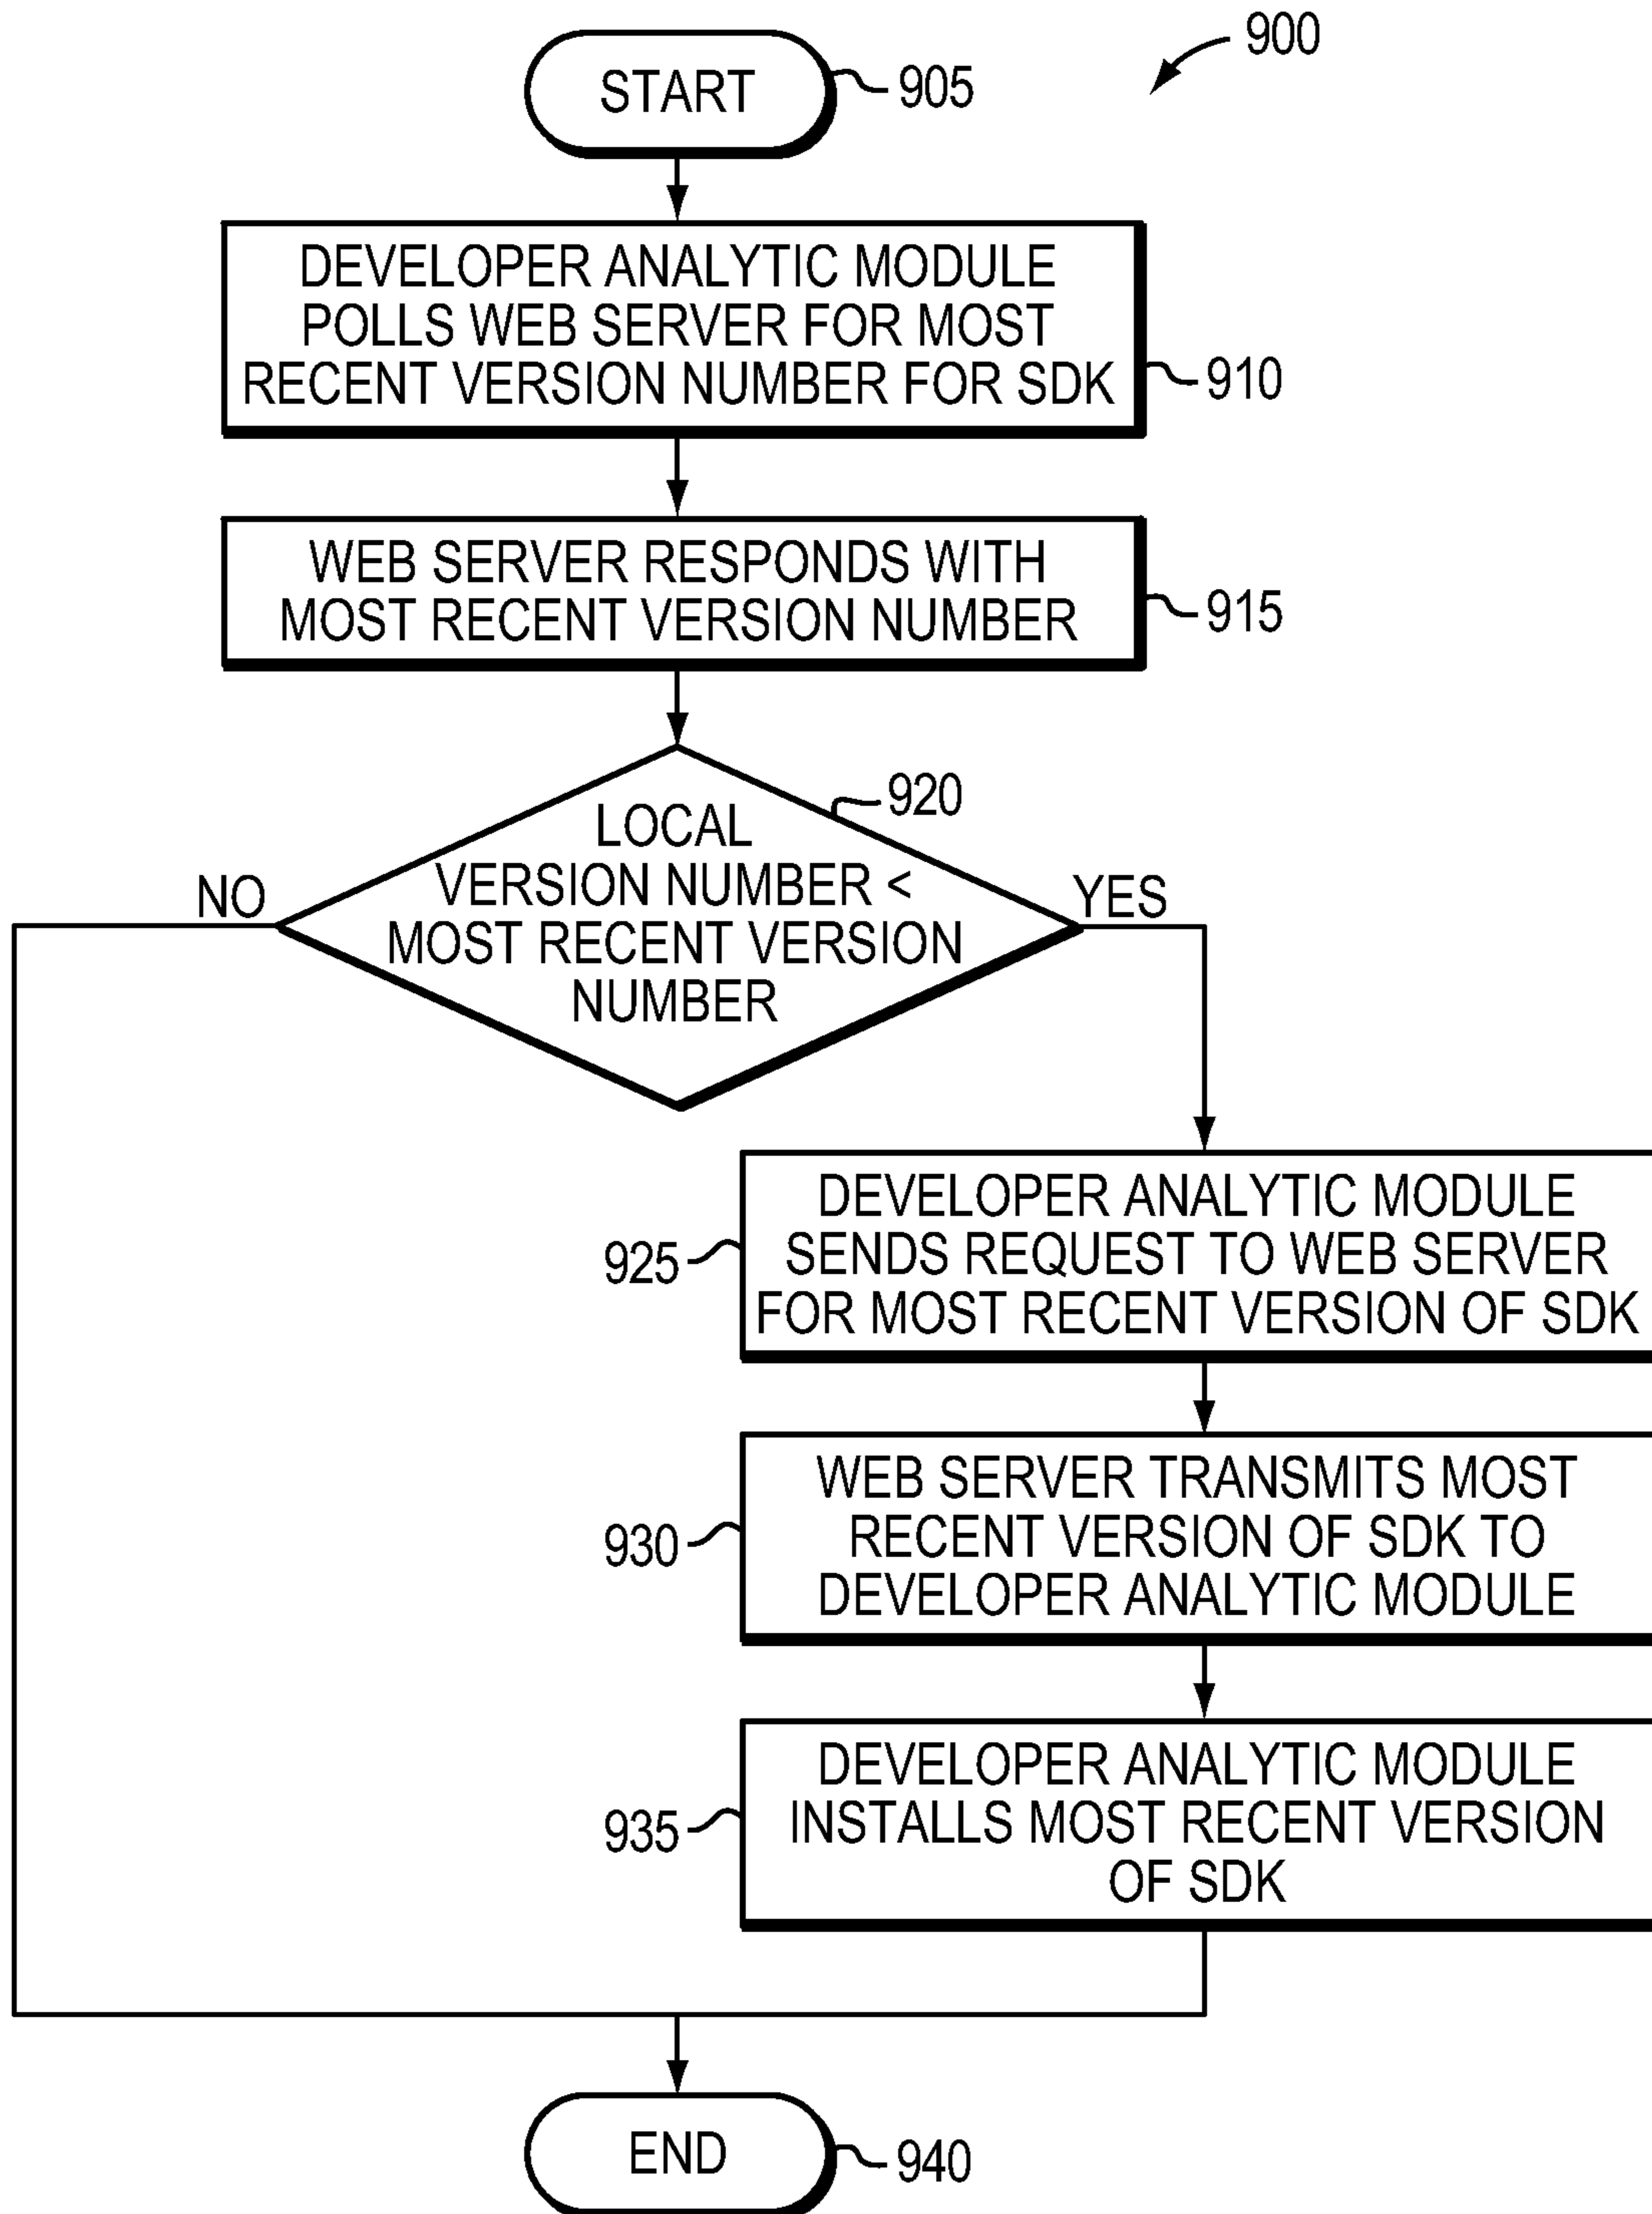 900
START
905
DEVELOPER ANALYTIC MODULE
POLLS WEB SERVER FOR MOST
RECENT VERSION NUMBER FOR SDK
910
WEB SERVER RESPONDS WITH
MOST RECENT VERSION NUMBER
915
920
LOCAL
VERSION NUMBER <
MOST RECENT VERSION
NUMBER
NO
YES
DEVELOPER ANALYTIC MODULE
SENDS REQUEST TO WEB SERVER
FOR MOST RECENT VERSION OF SDK
925
WEB SERVER TRANSMITS MOST
RECENT VERSION OF SDK TO
DEVELOPER ANALYTIC MODULE
930
DEVELOPER ANALYTIC MODULE
INSTALLS MOST RECENT VERSION
OF SDK
935
END
940